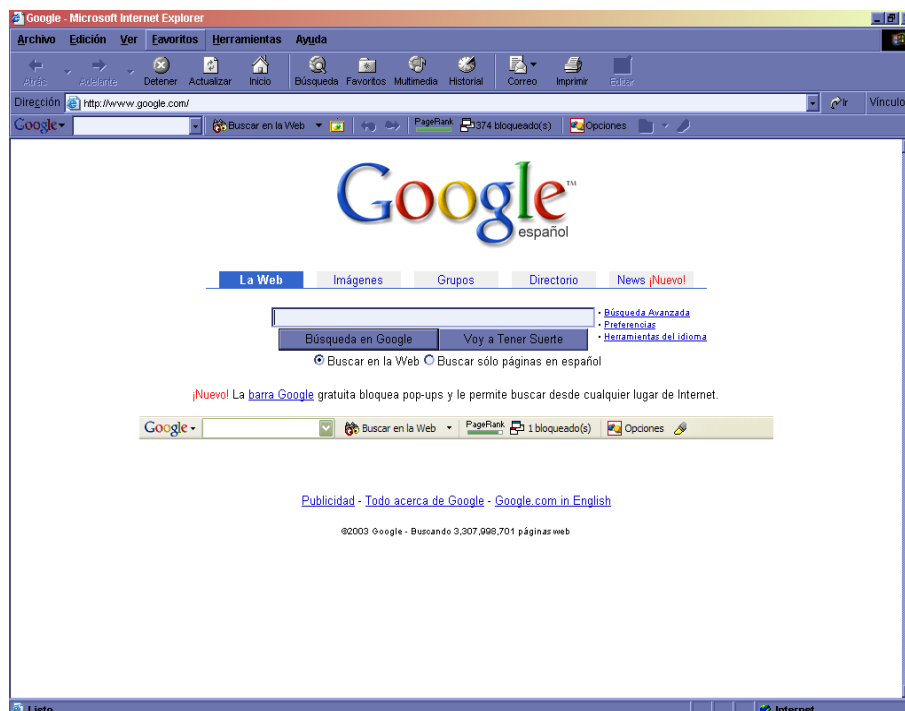 Google - Microsoft Internet Explorer
Archivo Edición Ver Favoritos Herramientas Ayuda
Atrás Adelante Detener Actualizar Inicio Búsqueda Favoritos Multimedia Historial Correo Imprimir Editar
Dirección http://www.google.com/ Ir Vínculo
Google Buscar en la Web PageRank 374 bloqueado(s) Opciones
Google™
español
La Web Imágenes Grupos Directorio News ¡Nuevo!
· Búsqueda Avanzada
· Preferencias
· Herramientas del idioma
Búsqueda en Google Voy a Tener Suerte
Buscar en la Web Buscar sólo páginas en español
¡Nuevo! La barra Google gratuita bloquea pop-ups y le permite buscar desde cualquier lugar de Internet.
Google Buscar en la Web PageRank 1 bloqueado(s) Opciones
Publicidad - Todo acerca de Google - Google.com in English
©2003 Google - Buscando 3,307,998,701 páginas web
Listo Internet